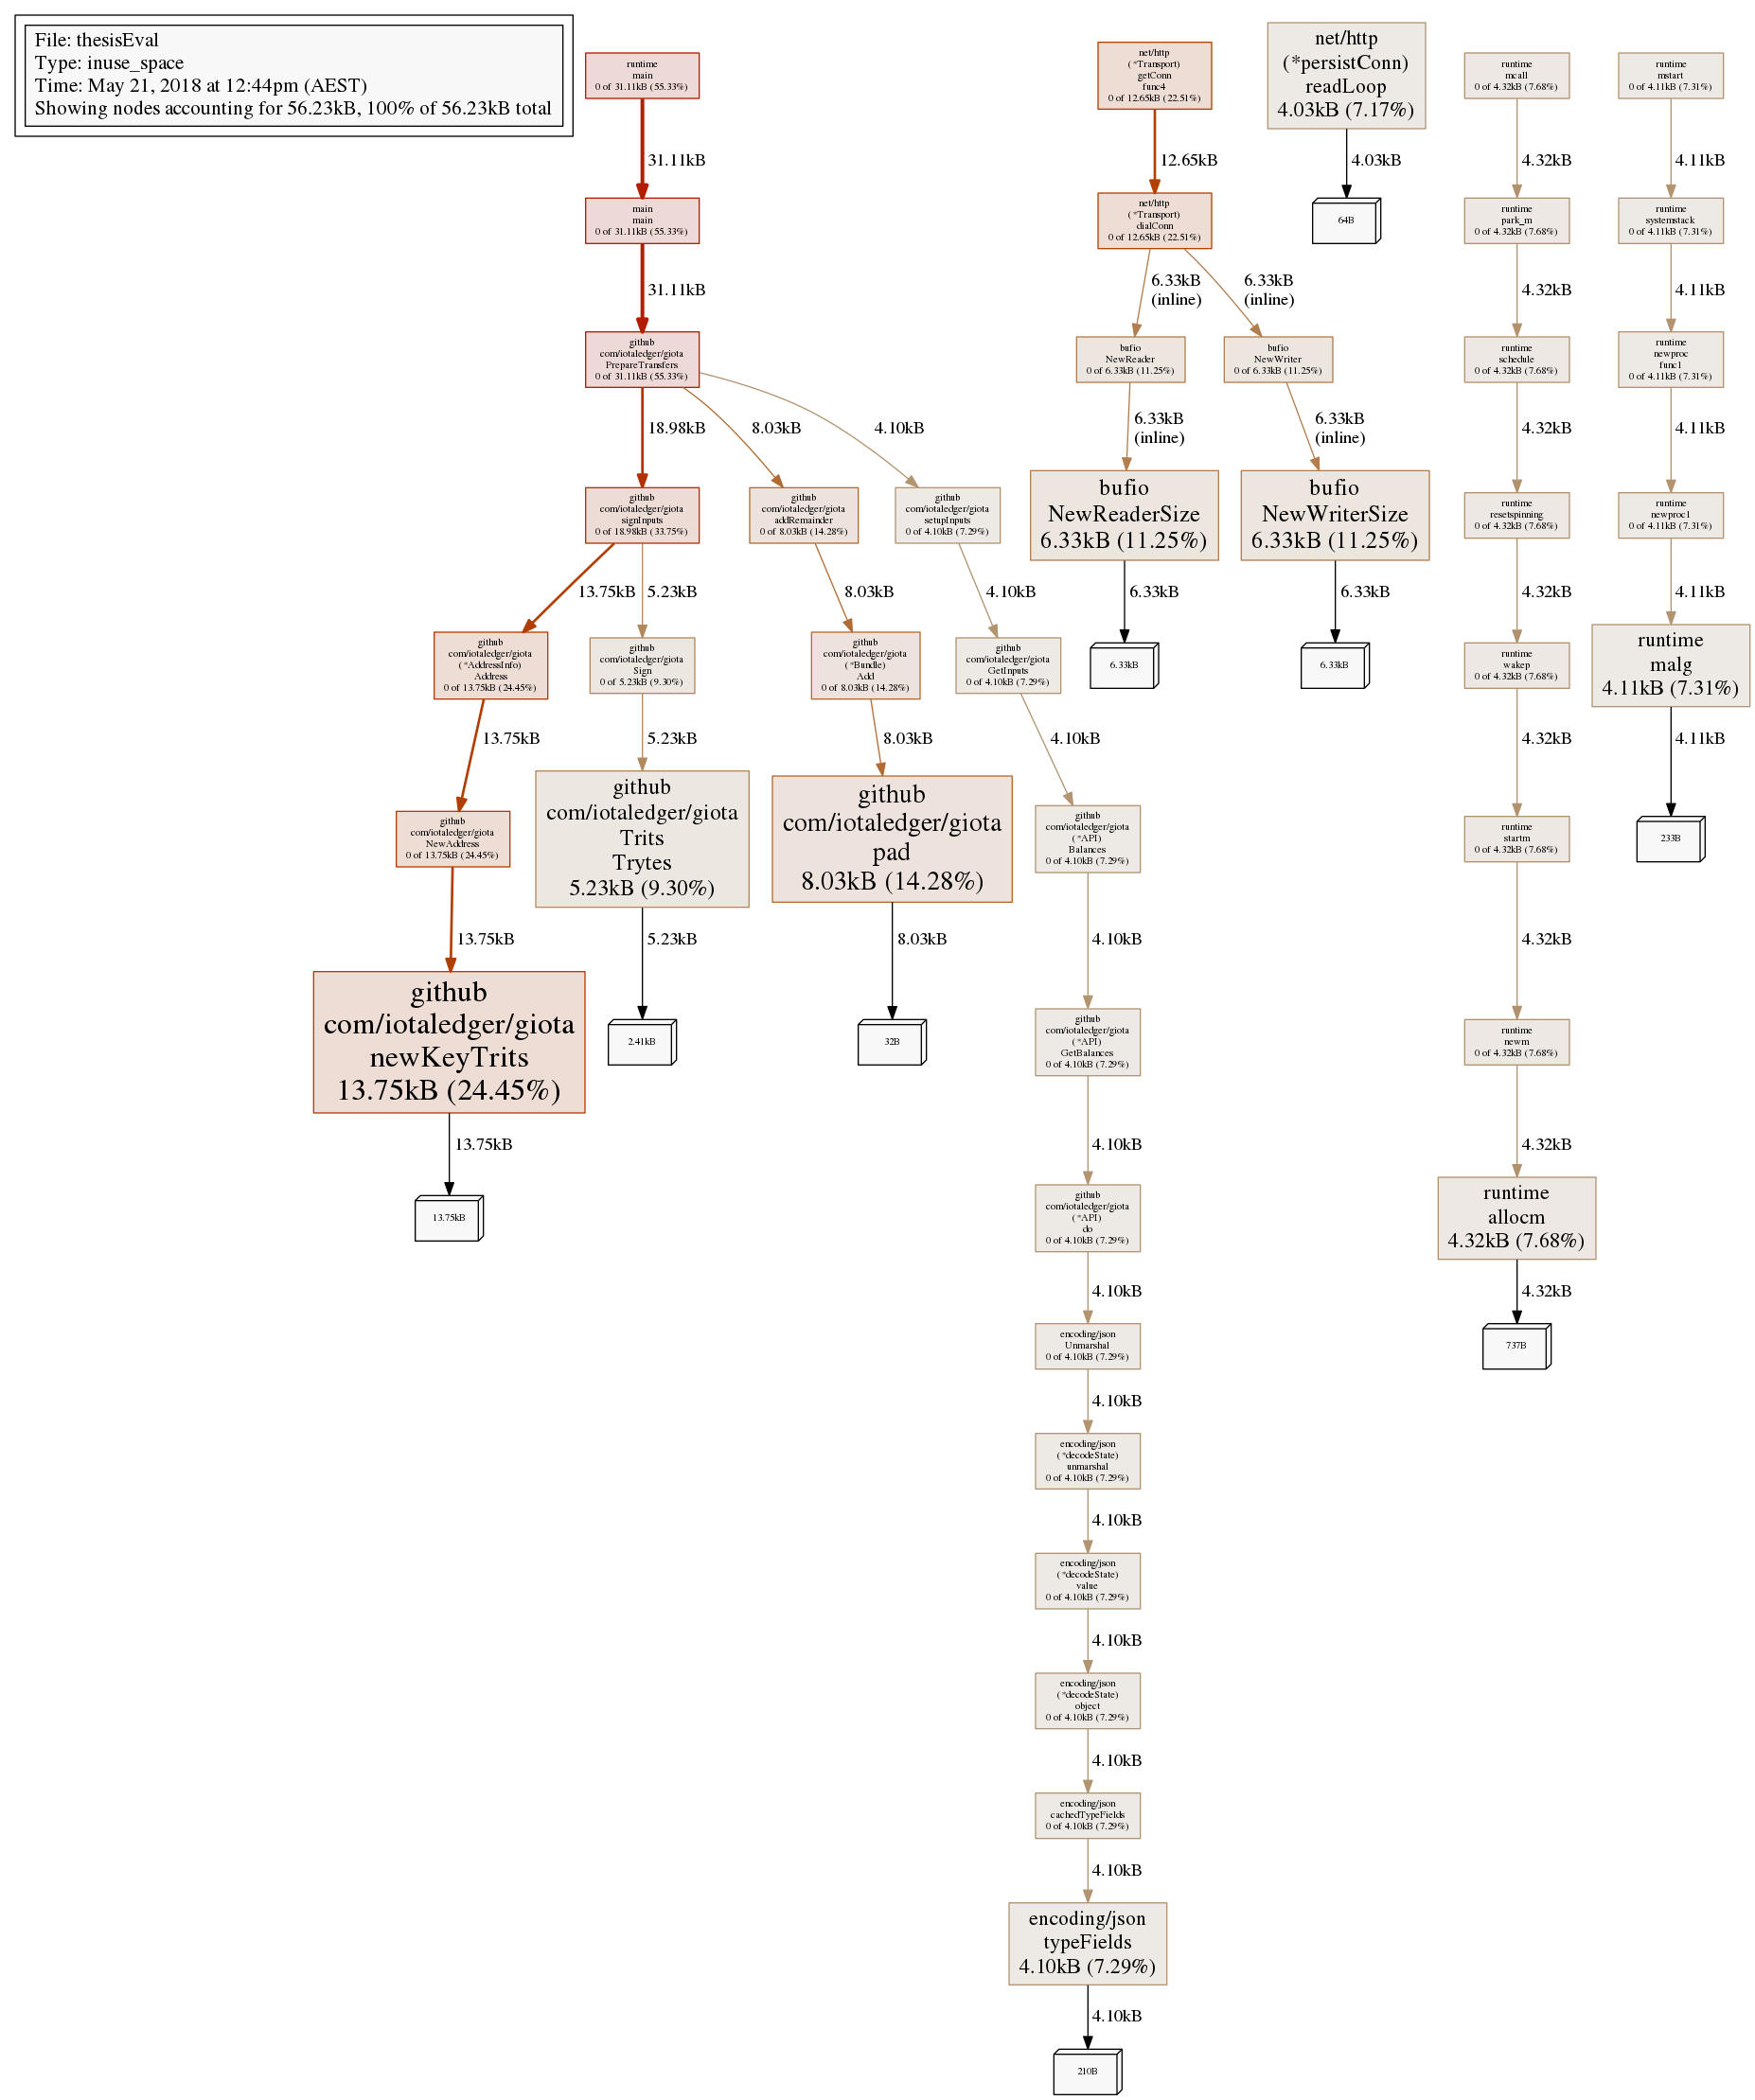 File: thesisEval
Type: inuse_space
Time: May 21, 2018 at 12:44pm (AEST)
Showing nodes accounting for 56.23kB, 100% of 56.23kB total
runtime
main
0 of 31.11kB (55.33%)
31.11kB
main
main
0 of 31.11kB (55.33%)
31.11kB
github
com/iotaledger/giota
PrepareTransfers
0 of 31.11kB (55.33%)
18.98kB
8.03kB
4.10kB
github
com/iotaledger/giota
signInputs
0 of 18.98kB (33.75%)
github
com/iotaledger/giota
addRemainder
0 of 8.03kB (14.28%)
github
com/iotaledger/giota
setupInputs
0 of 4.10kB (7.29%)
13.75kB
5.23kB
8.03kB
4.10kB
github
com/iotaledger/giota
(*AddressInfo)
Address
0 of 13.75kB (24.45%)
github
com/iotaledger/giota
Sign
0 of 5.23kB (9.30%)
github
com/iotaledger/giota
(*Bundle)
Add
0 of 8.03kB (14.28%)
github
com/iotaledger/giota
GetInputs
0 of 4.10kB (7.29%)
13.75kB
5.23kB
8.03kB
4.10kB
github
com/iotaledger/giota
NewAddress
0 of 13.75kB (24.45%)
github
com/iotaledger/giota
Trits
Trytes
5.23kB (9.30%)
github
com/iotaledger/giota
pad
8.03kB (14.28%)
github
com/iotaledger/giota
(*API)
Balances
0 of 4.10kB (7.29%)
13.75kB
5.23kB
8.03kB
4.10kB
github
com/iotaledger/giota
newKeyTrits
13.75kB (24.45%)
2.41kB
32B
github
com/iotaledger/giota
(*API)
GetBalances
0 of 4.10kB (7.29%)
13.75kB
4.10kB
13.75kB
github
com/iotaledger/giota
(*API)
do
0 of 4.10kB (7.29%)
4.10kB
encoding/json
Unmarshal
0 of 4.10kB (7.29%)
4.10kB
encoding/json
(*decodeState)
unmarshal
0 of 4.10kB (7.29%)
4.10kB
encoding/json
(*decodeState)
value
0 of 4.10kB (7.29%)
4.10kB
encoding/json
(*decodeState)
object
0 of 4.10kB (7.29%)
4.10kB
encoding/json
cachedTypeFields
0 of 4.10kB (7.29%)
4.10kB
encoding/json
typeFields
4.10kB (7.29%)
4.10kB
210B
net/http
(*Transport)
getConn
func4
0 of 12.65kB (22.51%)
12.65kB
net/http
(*Transport)
dialConn
0 of 12.65kB (22.51%)
6.33kB
(inline)
6.33kB
(inline)
bufio
NewReader
0 of 6.33kB (11.25%)
bufio
NewWriter
0 of 6.33kB (11.25%)
6.33kB
(inline)
6.33kB
(inline)
bufio
NewReaderSize
6.33kB (11.25%)
bufio
NewWriterSize
6.33kB (11.25%)
6.33kB
6.33kB
6.33kB
6.33kB
net/http
(*persistConn)
readLoop
4.03kB (7.17%)
4.03kB
64B
runtime
mcall
0 of 4.32kB (7.68%)
4.32kB
runtime
park_m
0 of 4.32kB (7.68%)
4.32kB
runtime
schedule
0 of 4.32kB (7.68%)
4.32kB
runtime
resetspinning
0 of 4.32kB (7.68%)
4.32kB
runtime
wakep
0 of 4.32kB (7.68%)
4.32kB
runtime
startm
0 of 4.32kB (7.68%)
4.32kB
runtime
newm
0 of 4.32kB (7.68%)
4.32kB
runtime
allocm
4.32kB (7.68%)
4.32kB
737B
runtime
mstart
0 of 4.11kB (7.31%)
4.11kB
runtime
systemstack
0 of 4.11kB (7.31%)
4.11kB
runtime
newproc
func1
0 of 4.11kB (7.31%)
4.11kB
runtime
newproc1
0 of 4.11kB (7.31%)
4.11kB
runtime
malg
4.11kB (7.31%)
4.11kB
233B